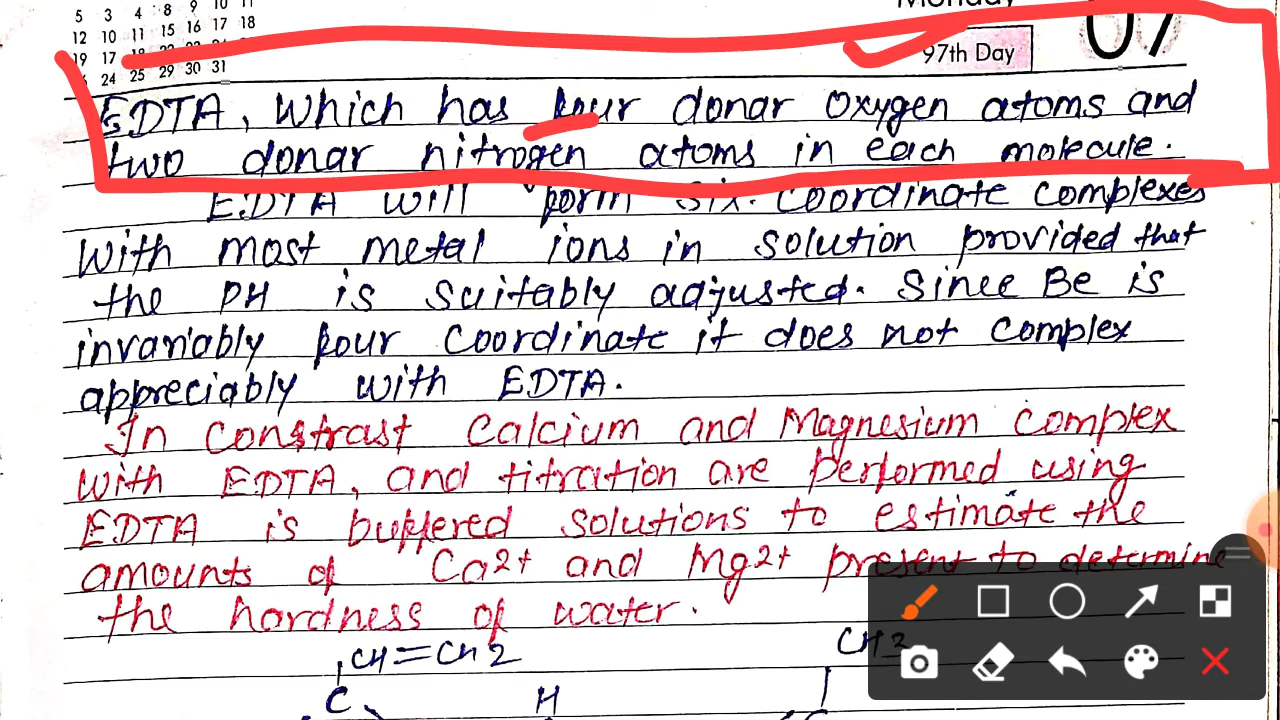 5 3 4 8 9 10 11
12 10 11 15 16 17 18
19 17 18
24 25 29 30 31
Monday
97th Day
07
EDTA, Which has four donar oxygen atoms and
two donar nitrogen atoms in each molecule.
EDTA will form six. coordinate complexes
with most metal ions in solution provided that
the PH is suitably adjusted. Since Be is
invariably four coordinate it does not complex
appreciably with EDTA.
In constrast calcium and Magnesium complex
with EDTA, and titration are performed using
EDTA is buffered solutions to estimate the
amounts of Ca2+ and Mg2+ present to determine
the hardness of water.
CH=CH2
CH3
C
H